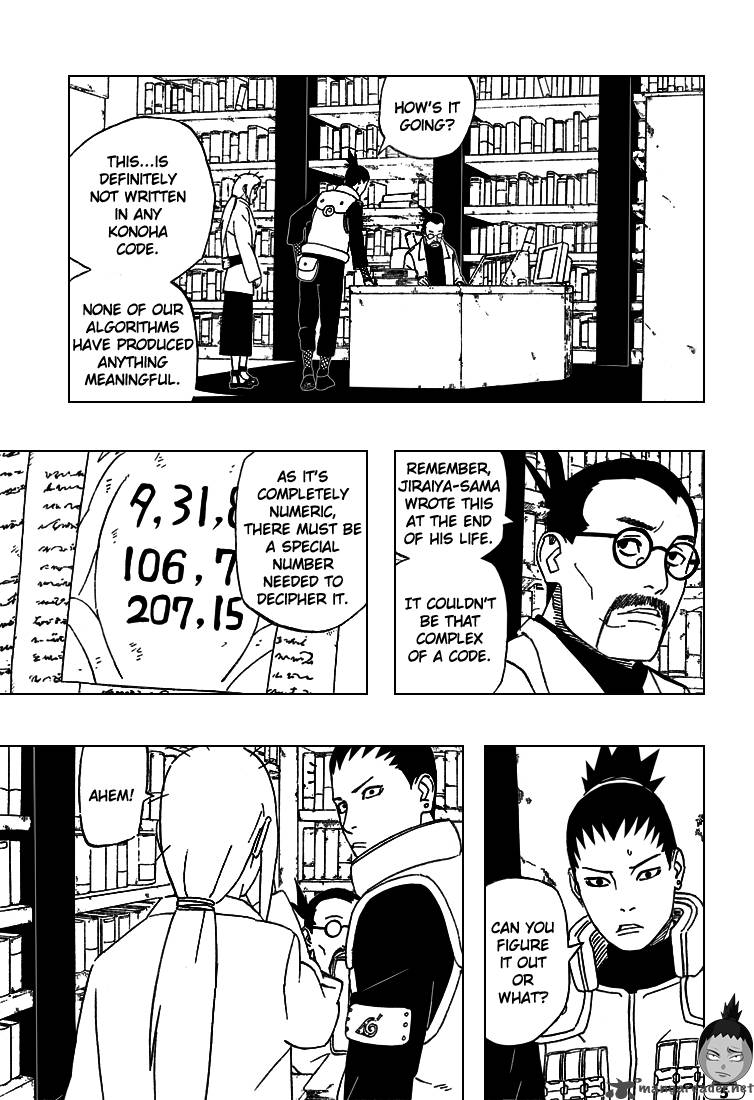 HOW'S IT
GOING?
THIS...IS
DEFINITELY
NOT WRITTEN
IN ANY
KONOHA
CODE.
NONE OF OUR
ALGORITHMS
HAVE PRODUCED
ANYTHING
MEANINGFUL.
REMEMBER,
JIRAIYA-SAMA
WROTE THIS
AT THE END
OF HIS LIFE.
IT COULDN'T
BE THAT
COMPLEX
OF A CODE.
AS IT'S
COMPLETELY
NUMERIC,
THERE MUST BE
A SPECIAL
NUMBER
NEEDED TO
DECIPHER IT.
9,31,8
106,7
207,15
CAN YOU
FIGURE
IT OUT
OR
WHAT?
AHEM!
mangareader.net
5